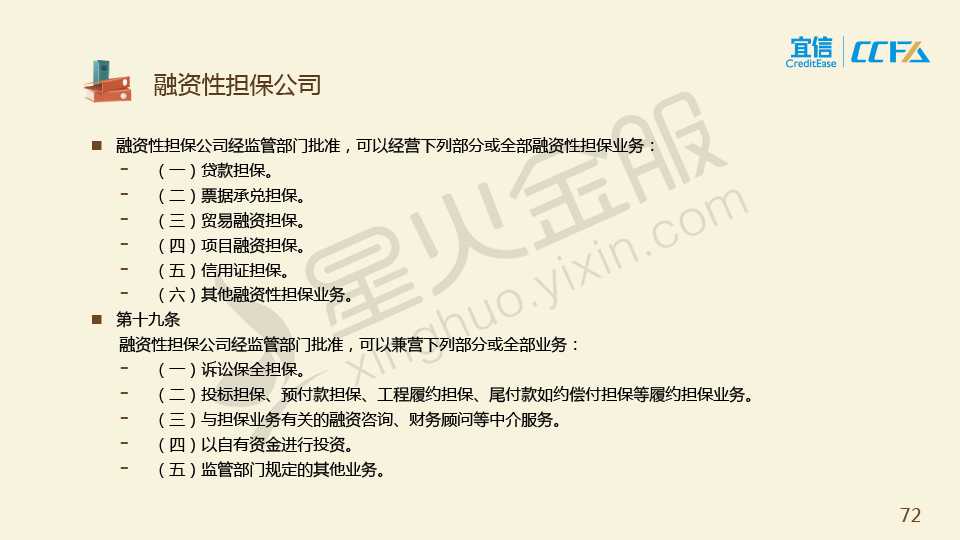 宜信
CreditEase
CCFA
融资性担保公司
融资性担保公司经监管部门批准，可以经营下列部分或全部融资性担保业务：
- （一）贷款担保。
- （二）票据承兑担保。
- （三）贸易融资担保。
- （四）项目融资担保。
- （五）信用证担保。
- （六）其他融资性担保业务。
第十九条
融资性担保公司经监管部门批准，可以兼营下列部分或全部业务：
- （一）诉讼保全担保。
- （二）投标担保、预付款担保、工程履约担保、尾付款如约偿付担保等履约担保业务。
- （三）与担保业务有关的融资咨询、财务顾问等中介服务。
- （四）以自有资金进行投资。
- （五）监管部门规定的其他业务。
星火金服
xinghuo.yixin.com
72